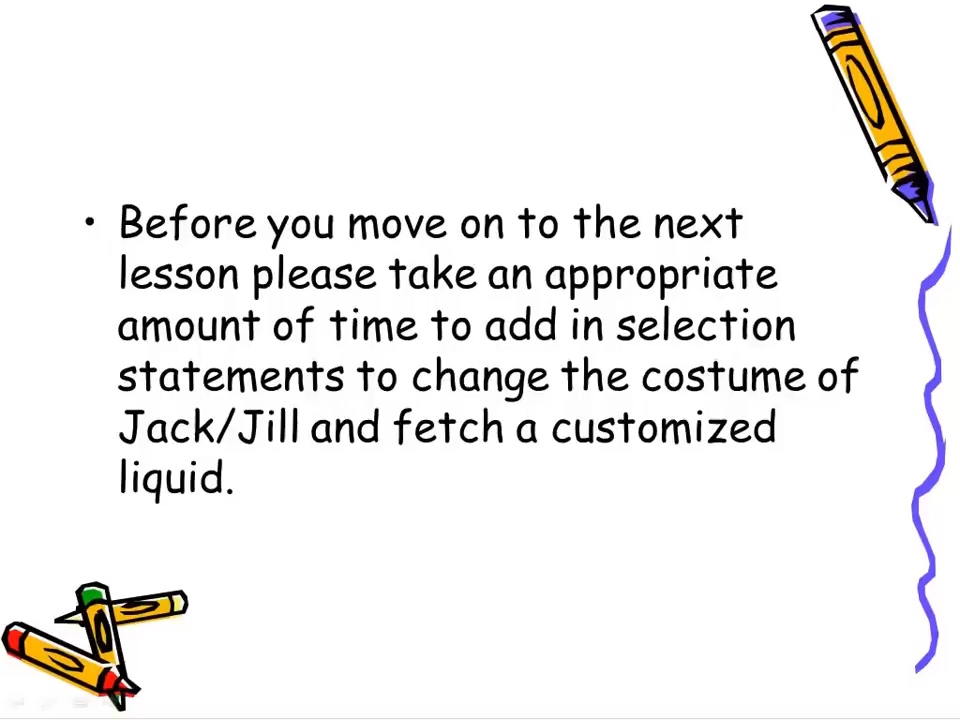 • Before you move on to the next
lesson please take an appropriate
amount of time to add in selection
statements to change the costume of
Jack/Jill and fetch a customized
liquid.